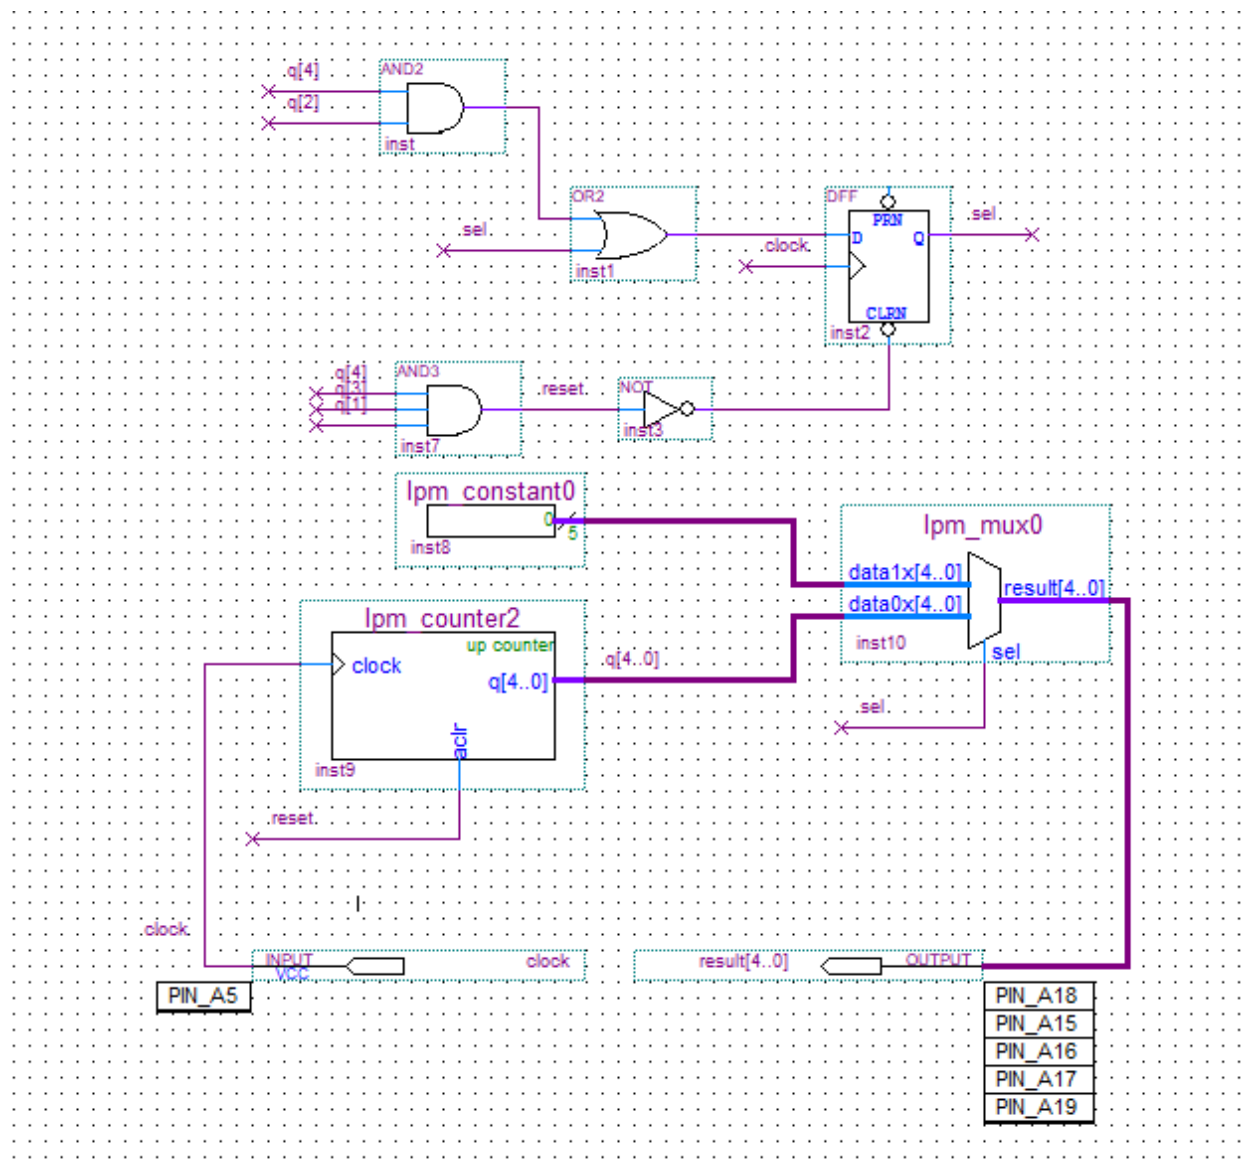 q[4]
AND2
q[2]
inst
OR2
sel
inst1
DFF
PRN
D
Q
sel
clock
CLRN
inst2
q[4]
q[3]
q[1]
AND3
inst7
reset
NOT
inst3
lpm_constant0
0
5
inst8
lpm_mux0
data1x[4..0]
data0x[4..0]
result[4..0]
inst10
sel
sel
lpm_counter2
up counter
clock
q[4..0]
q[4..0]
aclr
inst9
reset
clock
INPUT
VCC
clock
PIN_A5
result[4..0]
OUTPUT
PIN_A18
PIN_A15
PIN_A16
PIN_A17
PIN_A19